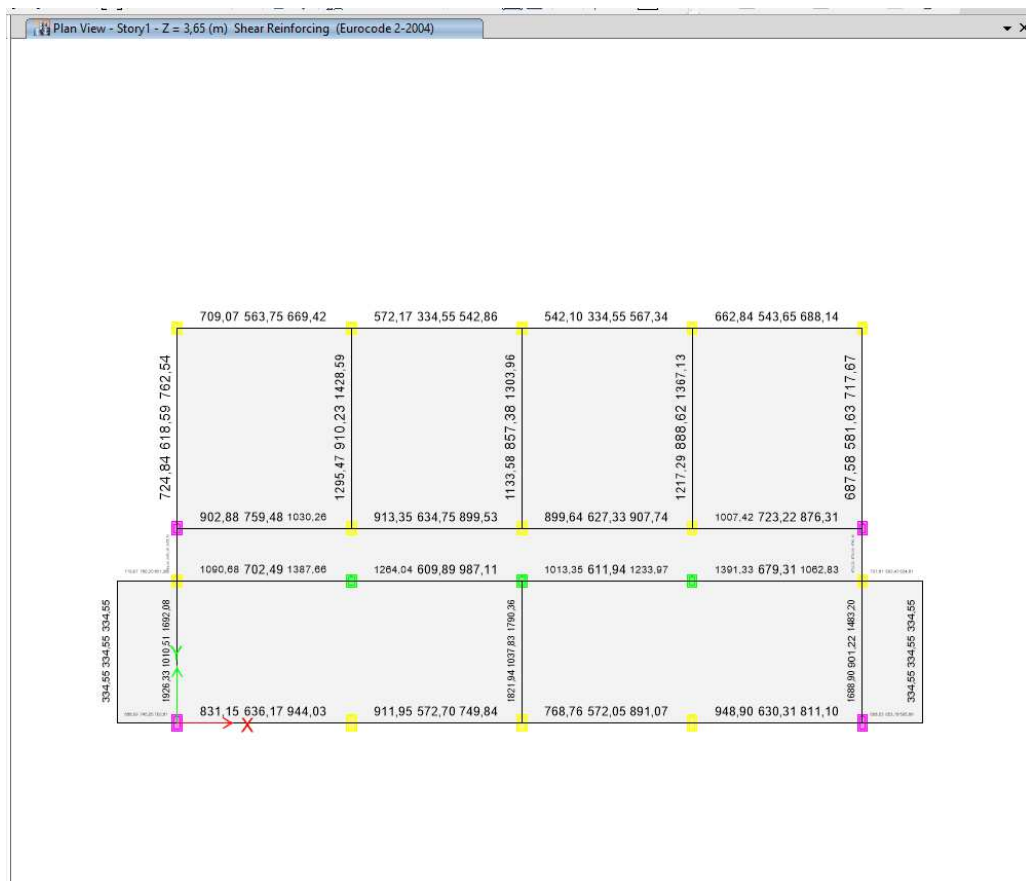 Plan View - Story1 - Z = 3,65 (m) Shear Reinforcing (Eurocode 2-2004)
709,07 563,75 669,42
572,17 334,55 542,86
542,10 334,55 567,34
662,84 543,65 688,14
724,84 618,59 762,54
1295,47 910,23 1428,59
1133,58 857,38 1303,96
1217,29 888,62 1367,13
687,58 581,63 717,67
902,88 759,48 1030,26
913,35 634,75 899,53
899,64 627,33 907,74
1007,42 723,22 876,31
1090,68 702,49 1387,66
1264,04 609,89 987,11
1013,35 611,94 1233,97
1391,33 679,31 1062,83
334,55 334,55 334,55
1926,33 1010,51 1692,08
1821,94 1037,83 1790,36
1688,90 901,22 1483,20
334,55 334,55 334,55
Y
831,15 636,17 944,03
911,95 572,70 749,84
768,76 572,05 891,07
948,90 630,31 811,10
X